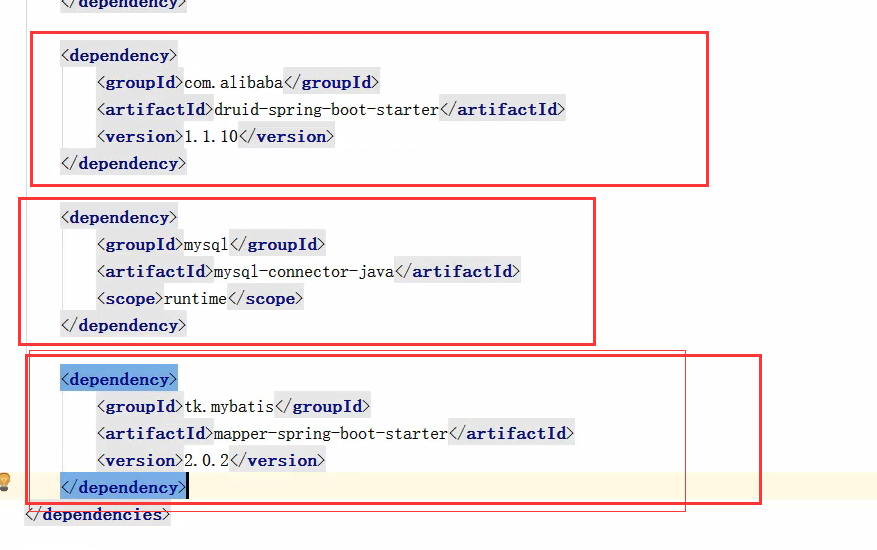 </dependency>
<dependency>
<groupId>com.alibaba</groupId>
<artifactId>druid-spring-boot-starter</artifactId>
<version>1.1.10</version>
</dependency>
<dependency>
<groupId>mysql</groupId>
<artifactId>mysql-connector-java</artifactId>
<scope>runtime</scope>
</dependency>
<dependency>
<groupId>tk.mybatis</groupId>
<artifactId>mapper-spring-boot-starter</artifactId>
<version>2.0.2</version>
</dependency>
</dependencies>